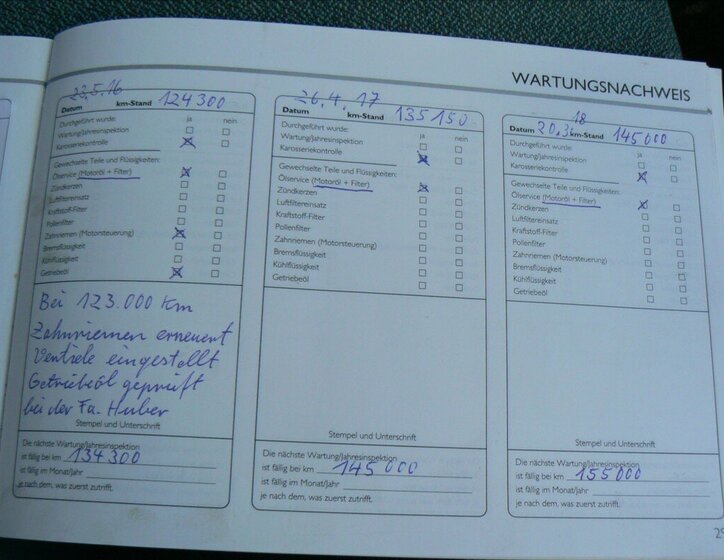 WARTUNGSNACHWEIS
23.5.16
Datum km-Stand 124300
Durchgeführt wurde: ja nein
Wartung/Jahresinspektion
Karosseriekontrolle
Gewechselte Teile und Flüssigkeiten:
Ölservice (Motoröl + Filter)
Zündkerzen
Luftfiltereinsatz
Kraftstoff-Filter
Pollenfilter
Zahnriemen (Motorsteuerung)
Bremsflüssigkeit
Kühlflüssigkeit
Getriebeöl
Bei 123.000 Km
Zahnriemen erneuert
Ventiele eingestellt
Getriebeöl geprüft
bei der Fa. Huber
Stempel und Unterschrift
Die nächste Wartung/Jahresinspektion
ist fällig bei km 134300
ist fällig im Monat/Jahr
je nach dem, was zuerst zutrifft.
26.4.17
Datum km-Stand 135150
Durchgeführt wurde: ja nein
Wartung/Jahresinspektion
Karosseriekontrolle
Gewechselte Teile und Flüssigkeiten:
Ölservice (Motoröl + Filter)
Zündkerzen
Luftfiltereinsatz
Kraftstoff-Filter
Pollenfilter
Zahnriemen (Motorsteuerung)
Bremsflüssigkeit
Kühlflüssigkeit
Getriebeöl
Stempel und Unterschrift
Die nächste Wartung/Jahresinspektion
ist fällig bei km 145000
ist fällig im Monat/Jahr
je nach dem, was zuerst zutrifft.
18
Datum 20.3 km-Stand 145000
Durchgeführt wurde: ja nein
Wartung/Jahresinspektion
Karosseriekontrolle
Gewechselte Teile und Flüssigkeiten:
Ölservice (Motoröl + Filter)
Zündkerzen
Luftfiltereinsatz
Kraftstoff-Filter
Pollenfilter
Zahnriemen (Motorsteuerung)
Bremsflüssigkeit
Kühlflüssigkeit
Getriebeöl
Stempel und Unterschrift
Die nächste Wartung/Jahresinspektion
ist fällig bei km 155000
ist fällig im Monat/Jahr
je nach dem, was zuerst zutrifft.